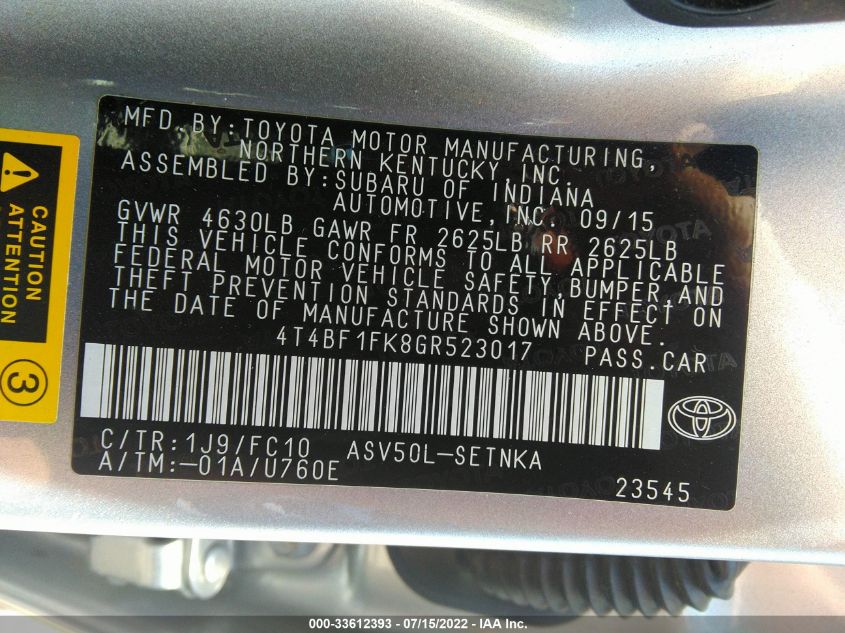 MFD.BY:TOYOTA MOTOR MANUFACTURING,
NORTHERN KENTUCKY, INC.
ASSEMBLED BY:SUBARU OF INDIANA
AUTOMOTIVE,INC. 09/15
GVWR 4630LB GAWR FR 2625LB RR 2625LB
THIS VEHICLE CONFORMS TO ALL APPLICABLE
FEDERAL MOTOR VEHICLE SAFETY,BUMPER,AND
THEFT PREVENTION STANDARDS IN EFFECT ON
THE DATE OF MANUFACTURE SHOWN ABOVE.
4T4BF1FK8GR523017 PASS.CAR
C/TR:1J9/FC10 ASV50L-SETNKA
A/TM:-01A/U760E
23545
CAUTION
ATTENTION
3
000-33612393 - 07/15/2022 - IAA Inc.